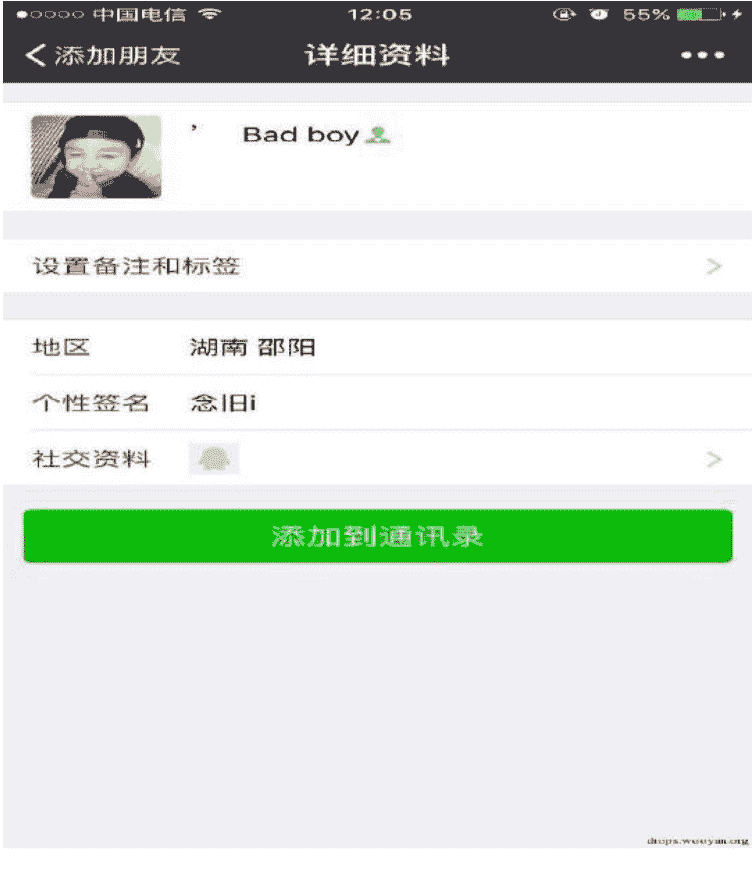 中国电信 12:05 55%
添加朋友 详细资料
’ Bad boy
设置备注和标签
地区 湖南 邵阳
个性签名 念旧i
社交资料
添加到通讯录
drops.wooyun.org